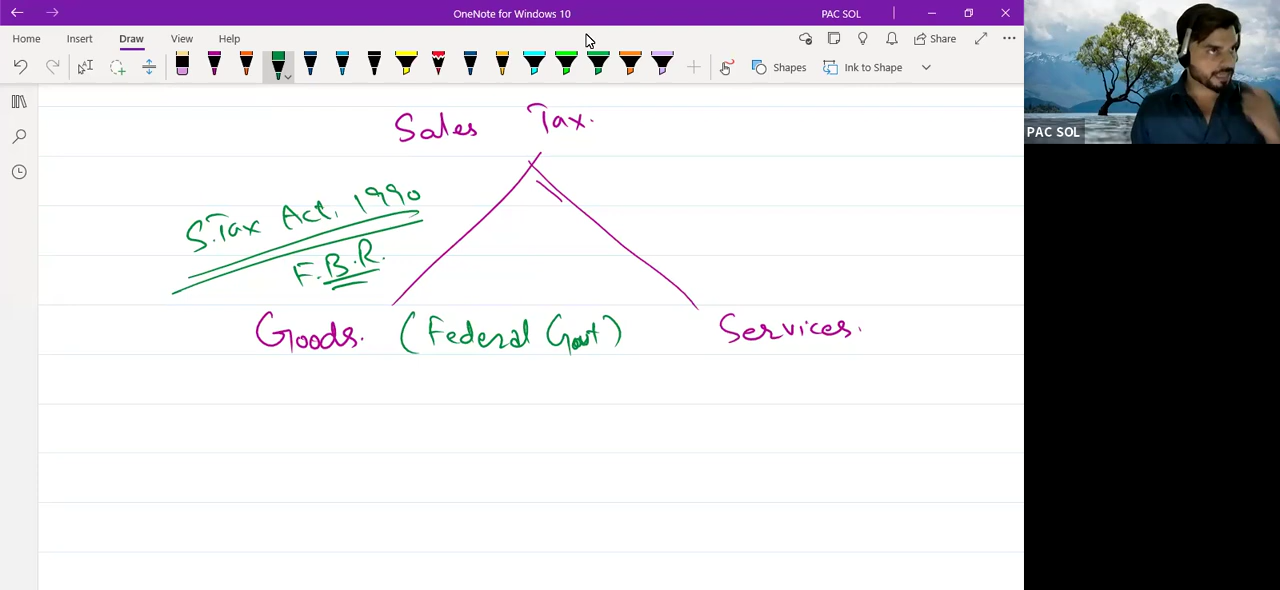 OneNote for Windows 10
PAC SOL
Home Insert Draw View Help
Share
Shapes
Ink to Shape
PAC SOL
Sales Tax.
S.Tax Act, 1990
F.B.R.
Goods. (Federal Govt) Services.